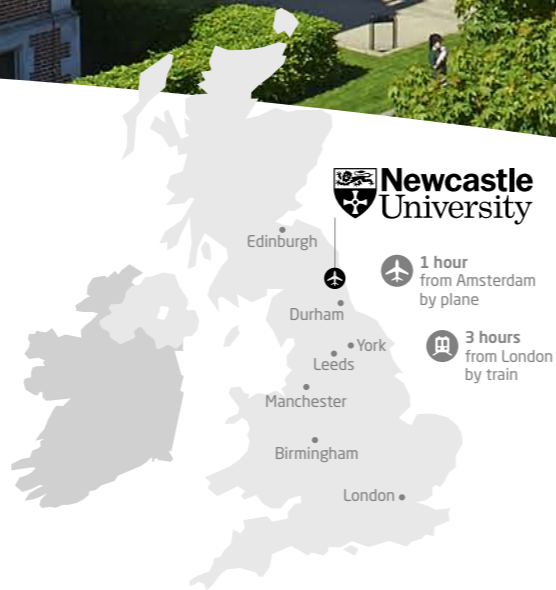 Newcastle
University
Edinburgh
1 hour
from Amsterdam
by plane
Durham
York
Leeds
3 hours
from London
by train
Manchester
Birmingham
London